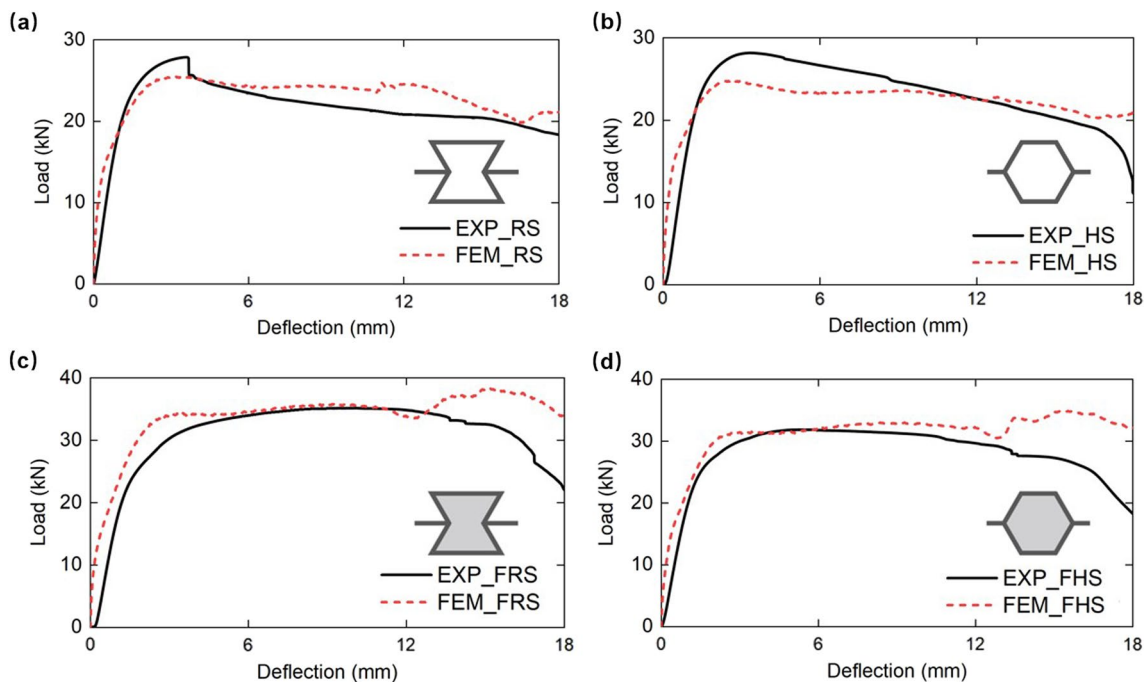 (a)
30
20
10
0
Load (kN)
EXP_RS
FEM_RS
0 6 12 18
Deflection (mm)
(b)
30
20
10
0
Load (kN)
EXP_HS
FEM_HS
0 6 12 18
Deflection (mm)
(c)
40
30
20
10
0
Load (kN)
EXP_FRS
FEM_FRS
0 6 12 18
Deflection (mm)
(d)
40
30
20
10
0
Load (kN)
EXP_FHS
FEM_FHS
0 6 12 18
Deflection (mm)